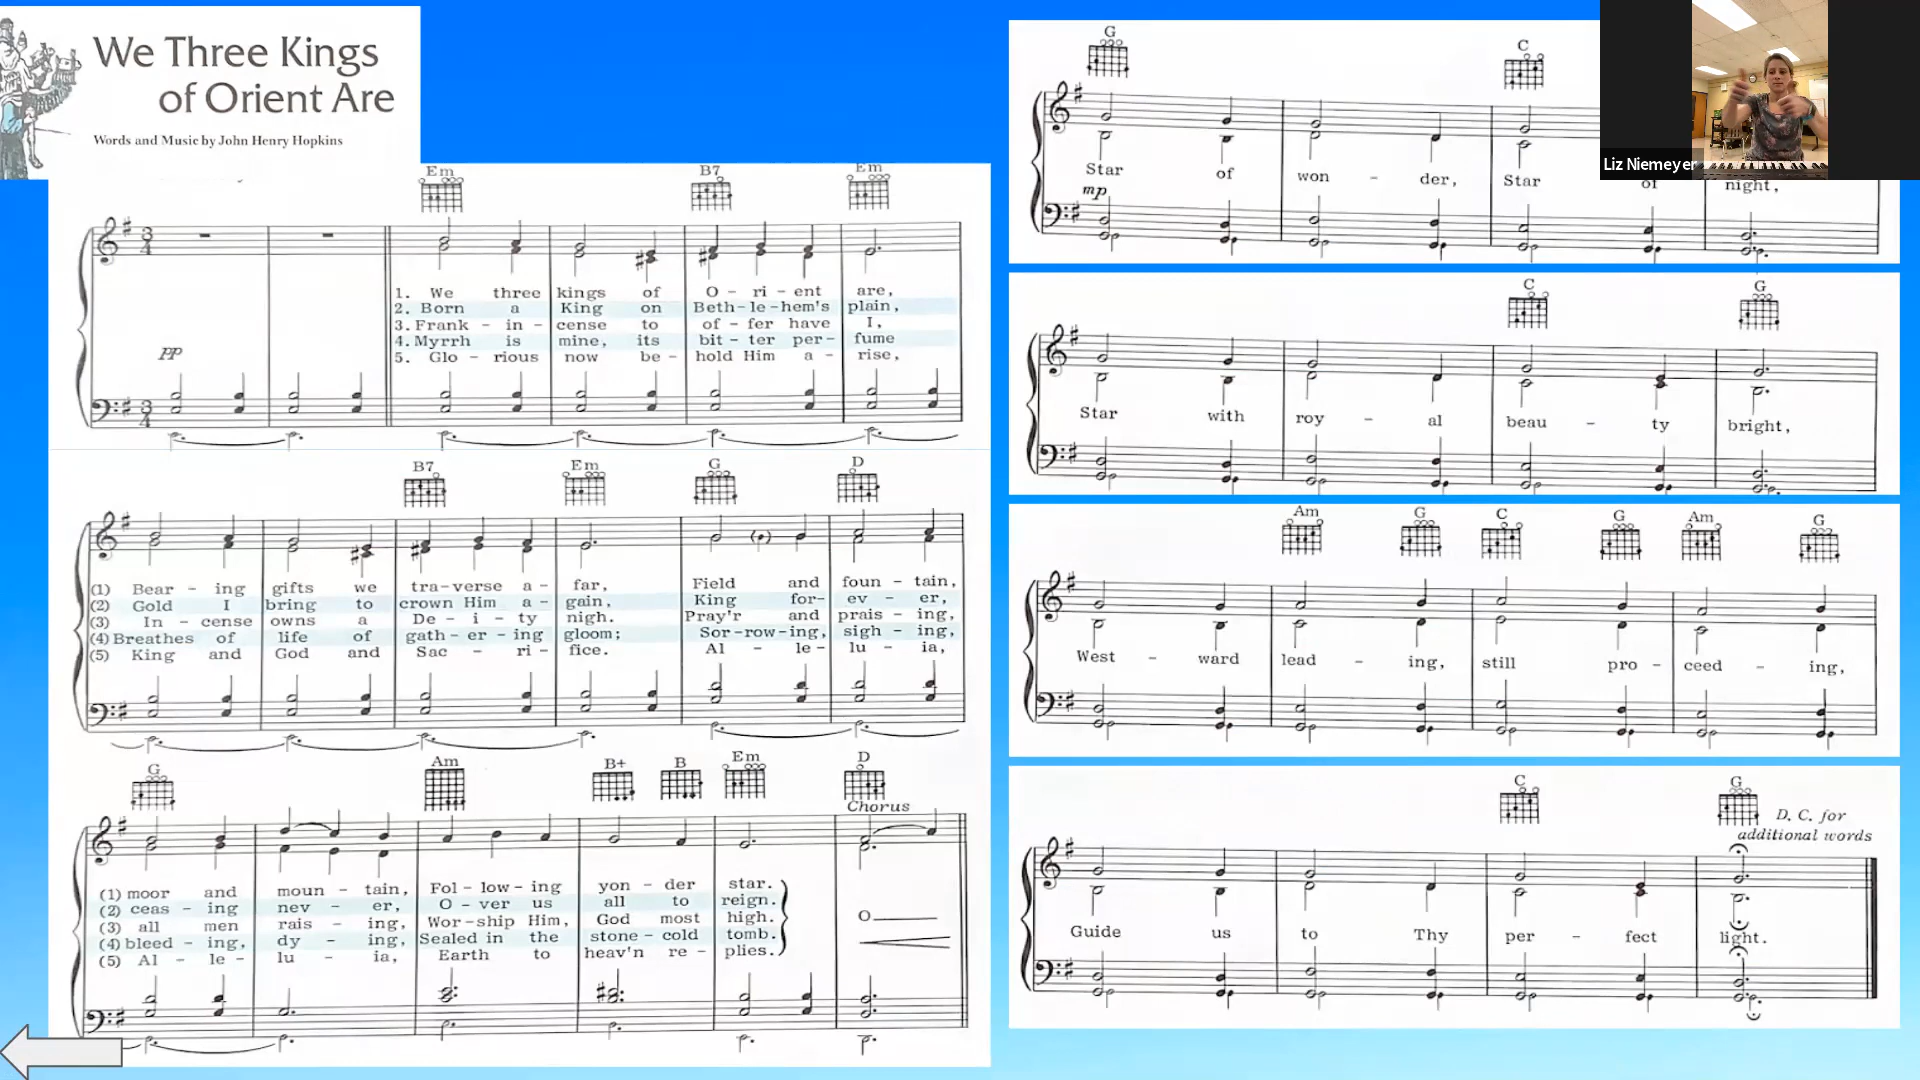 We Three Kings
of Orient Are
Words and Music by John Henry Hopkins
Em B7 Em
3 4
1. We three kings of O - ri - ent are,
2. Born a King on Beth - le - hem's plain,
3. Frank - in - cense to of - fer have I,
4. Myrrh is mine, its bit - ter per - fume
5. Glo - rious now be - hold Him a - rise,
pp
3 4
B7 Em G D
(1) Bear - ing gifts we tra - verse a - far, Field and foun - tain,
(2) Gold I bring to crown Him a - gain, King for - ev - er,
(3) In - cense owns a De - i - ty nigh. Pray'r and prais - ing,
(4) Breathes of life of gath - er - ing gloom; Sor - row - ing, sigh - ing,
(5) King and God and Sac - ri - fice. Al - le - lu - ia,
G Am B+ B Em D
Chorus
(1) moor and moun - tain, Fol - low - ing yon - der star.
(2) ceas - ing nev - er, O - ver us all to reign.
(3) all men rais - ing, Wor - ship Him, God most high. O
(4) bleed - ing, dy - ing, Sealed in the stone - cold tomb.
(5) Al - le - lu - ia, Earth to heav'n re - plies.
G C
Star of won - der, Star of night,
mp
C G
Star with roy - al beau - ty bright,
Am G C G Am G
West - ward lead - ing, still pro - ceed - ing,
C G
D. C. for
additional words
Guide us to Thy per - fect light.
Liz Niemeyer